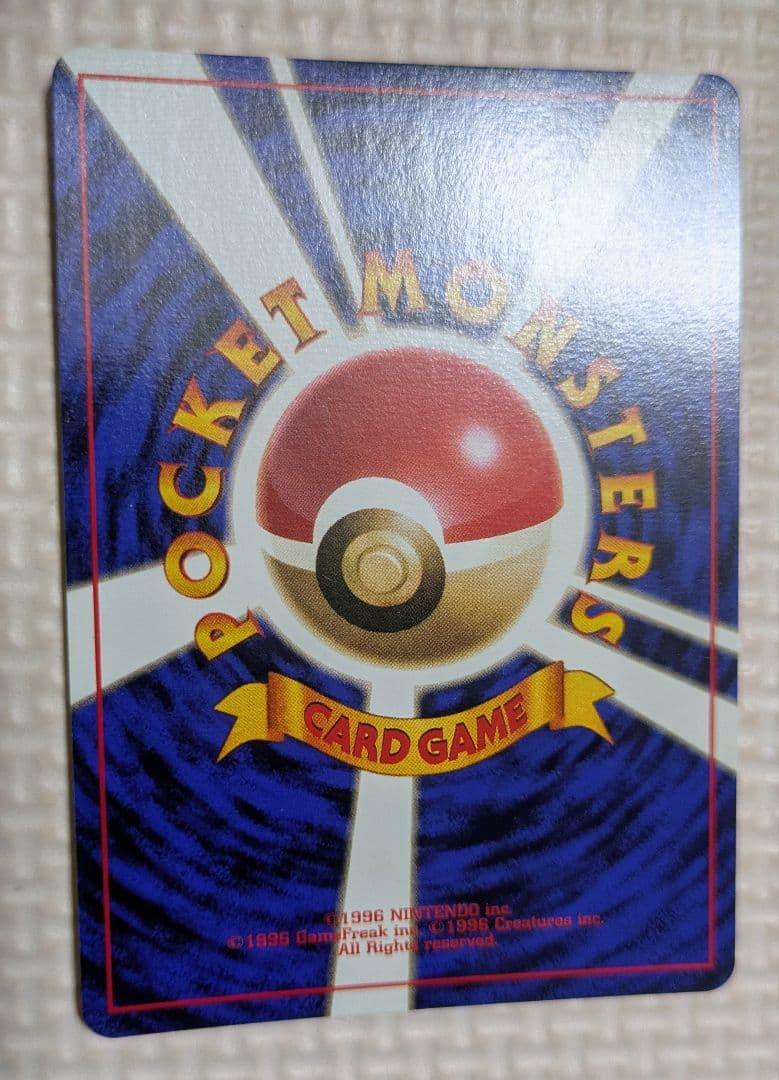 POCKET MONSTERS
CARD GAME
©1996 NINTENDO inc.
©1996 GameFreak inc. ©1996 Creatures inc.
All Rights reserved.